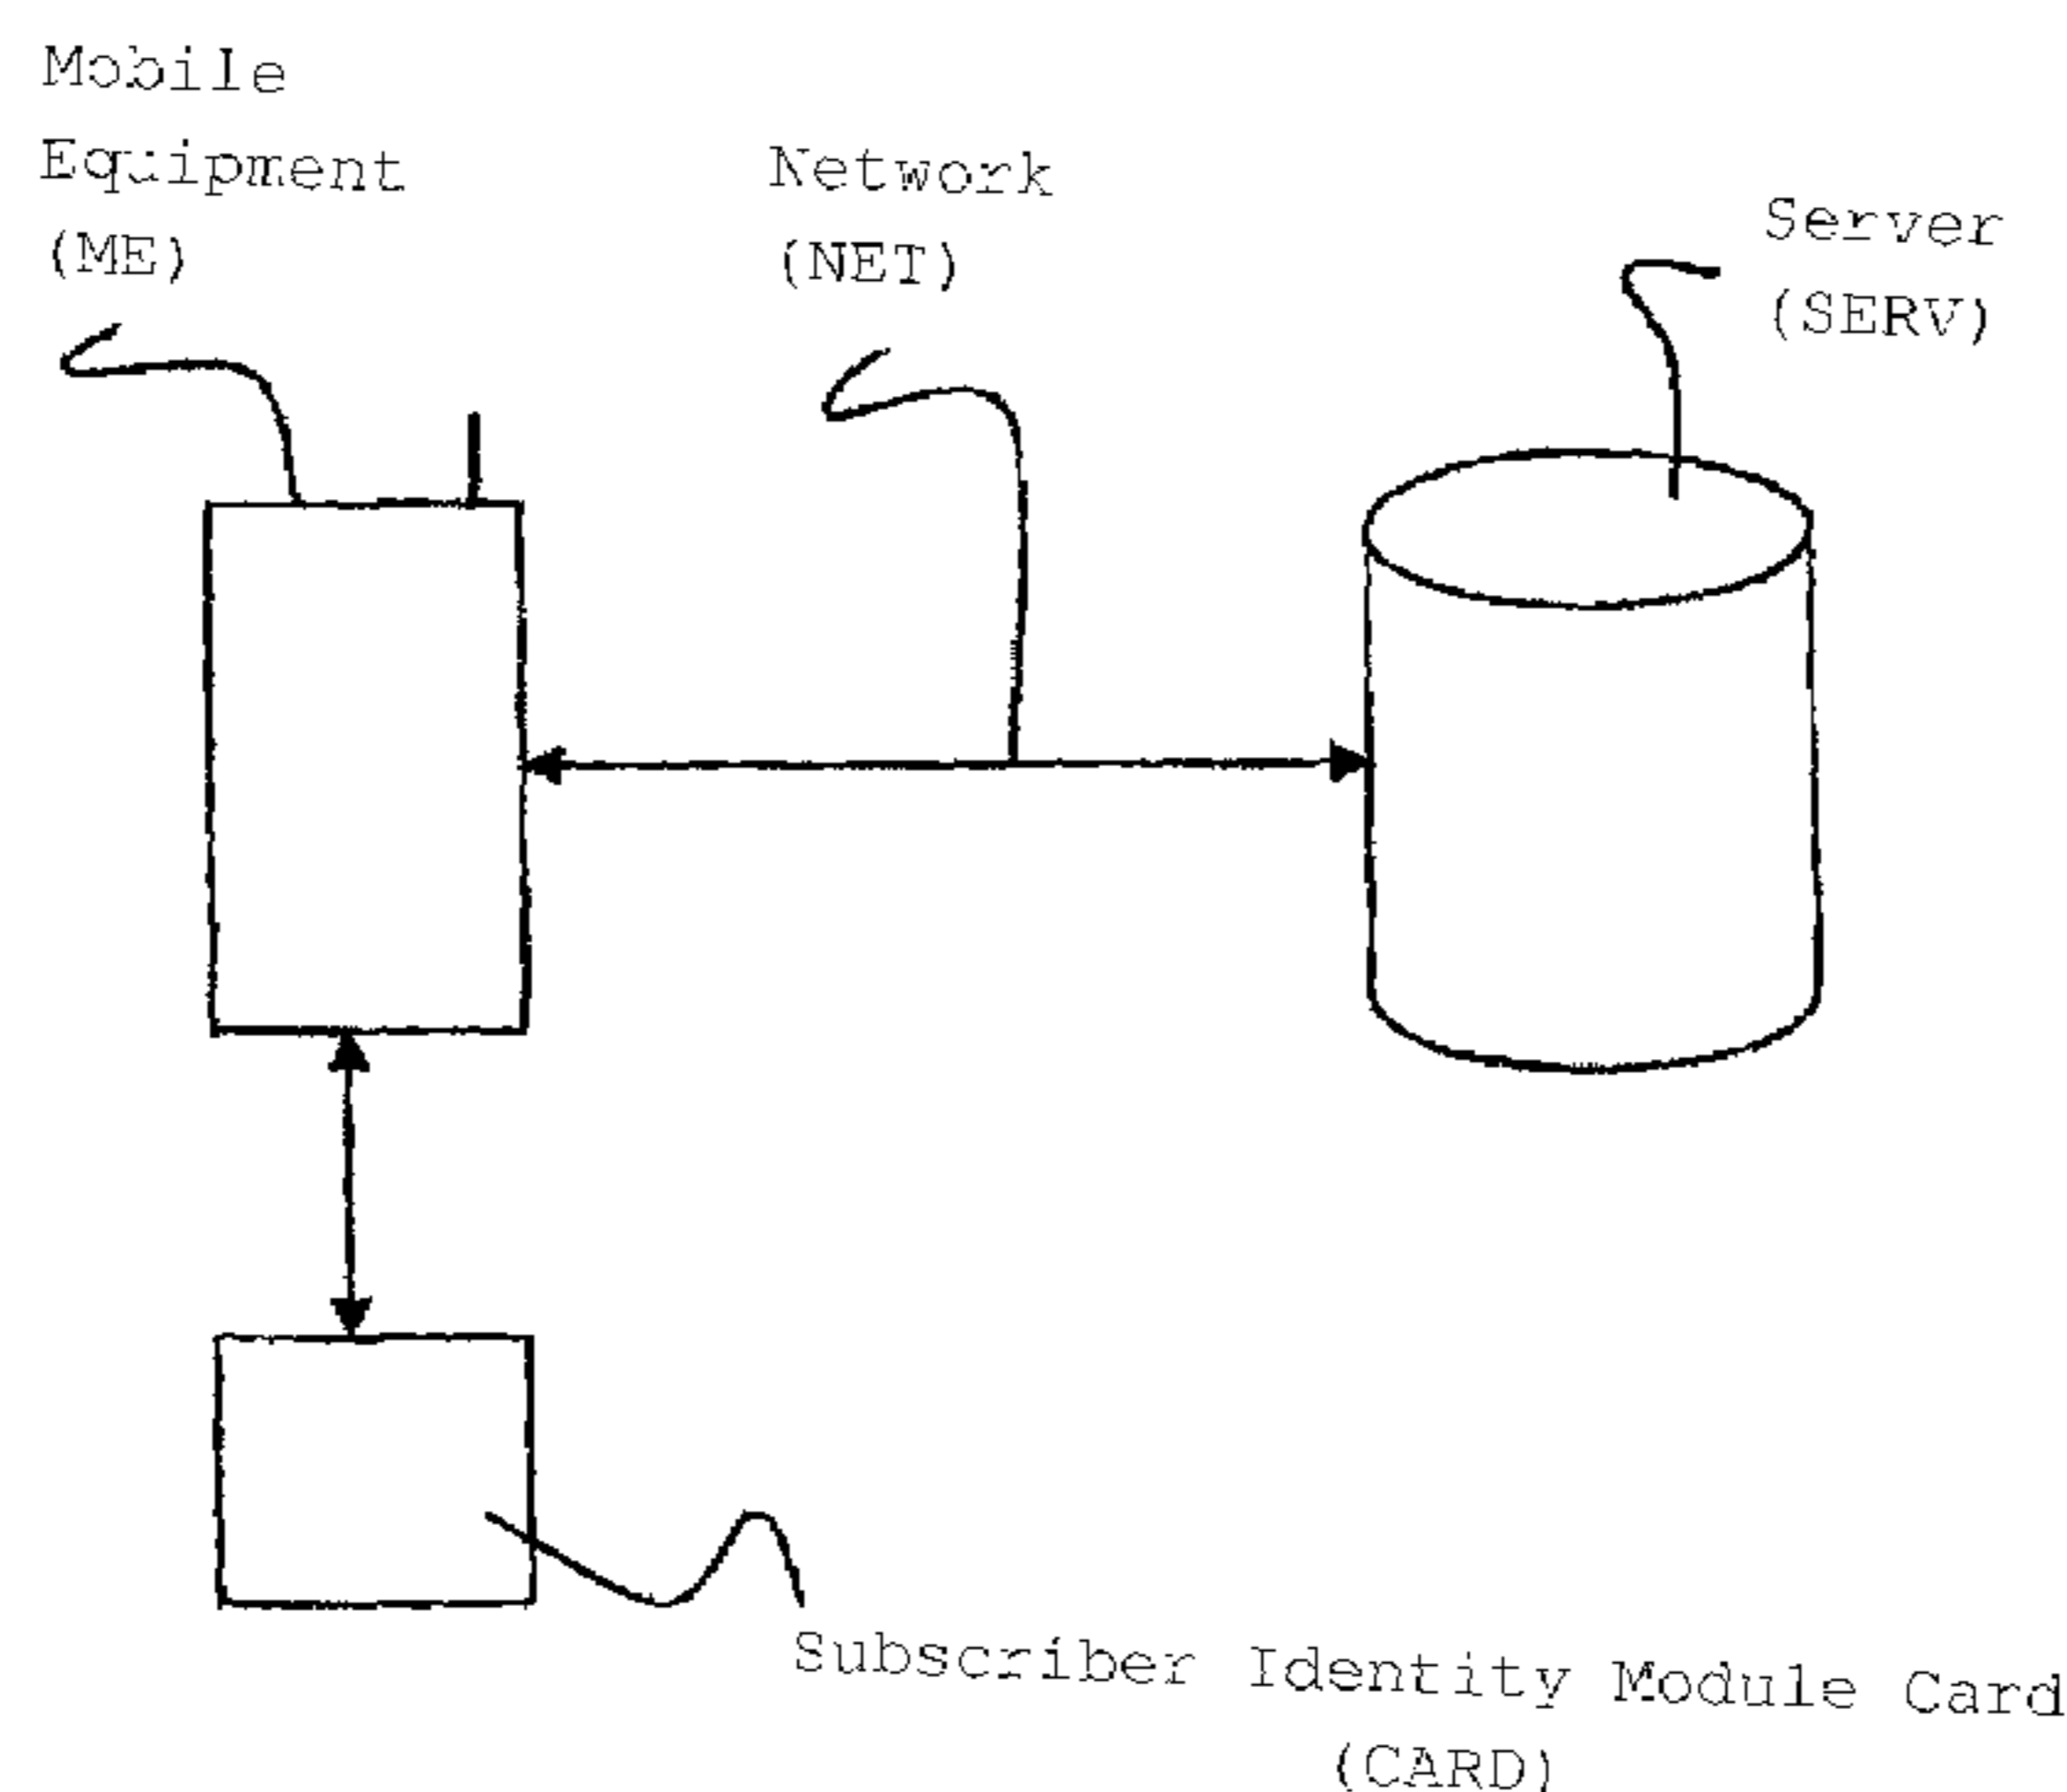 Mobile
Equipment
(ME)
Network
(NET)
Server
(SERV)
Subscriber Identity Module Card
(CARD)